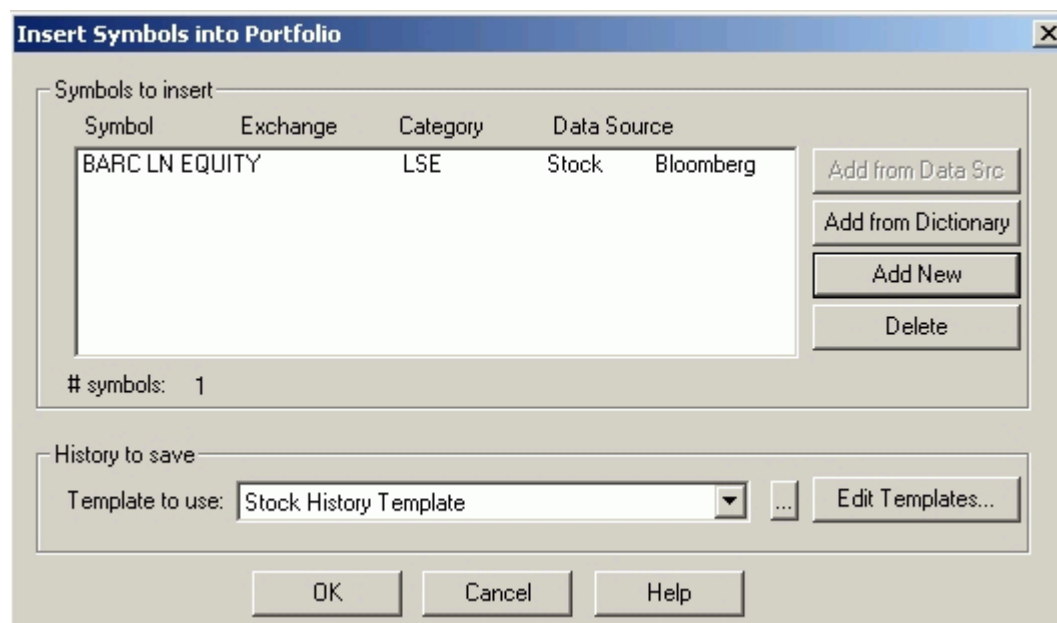 Insert Symbols into Portfolio
Symbols to insert
Symbol Exchange Category Data Source
BARC LN EQUITY LSE Stock Bloomberg
Add from Data Src
Add from Dictionary
Add New
Delete
# symbols: 1
History to save
Template to use: Stock History Template ... Edit Templates...
OK Cancel Help